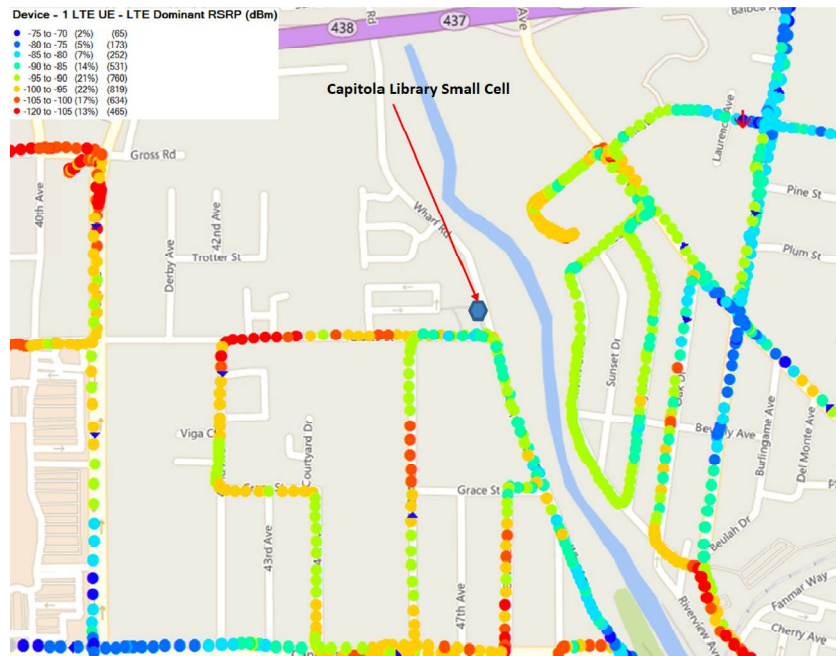 Device - 1 LTE UE - LTE Dominant RSRP (dBm)
-75 to -70 (2%) (65)
-80 to -75 (5%) (173)
-85 to -80 (7%) (252)
-90 to -85 (14%) (531)
-95 to -90 (21%) (760)
-100 to -95 (22%) (819)
-105 to -100 (17%) (634)
-120 to -105 (13%) (465)
Rd
438
437
Ave
Capitola Library Small Cell
Laurence Ave
Gross Rd
40th Ave
Derby Ave
42nd Ave
Wharf Rd
Pine St
Trotter St
Plum St
Sunset Dr
Oak Dr
Viga
Courtyard Dr
Ave
Burlingame Ave
Del Monte Ave
Grace St
43rd Ave
47th Ave
Beulah Dr
Fanmar Way
Riverview Ave
Cherry Ave